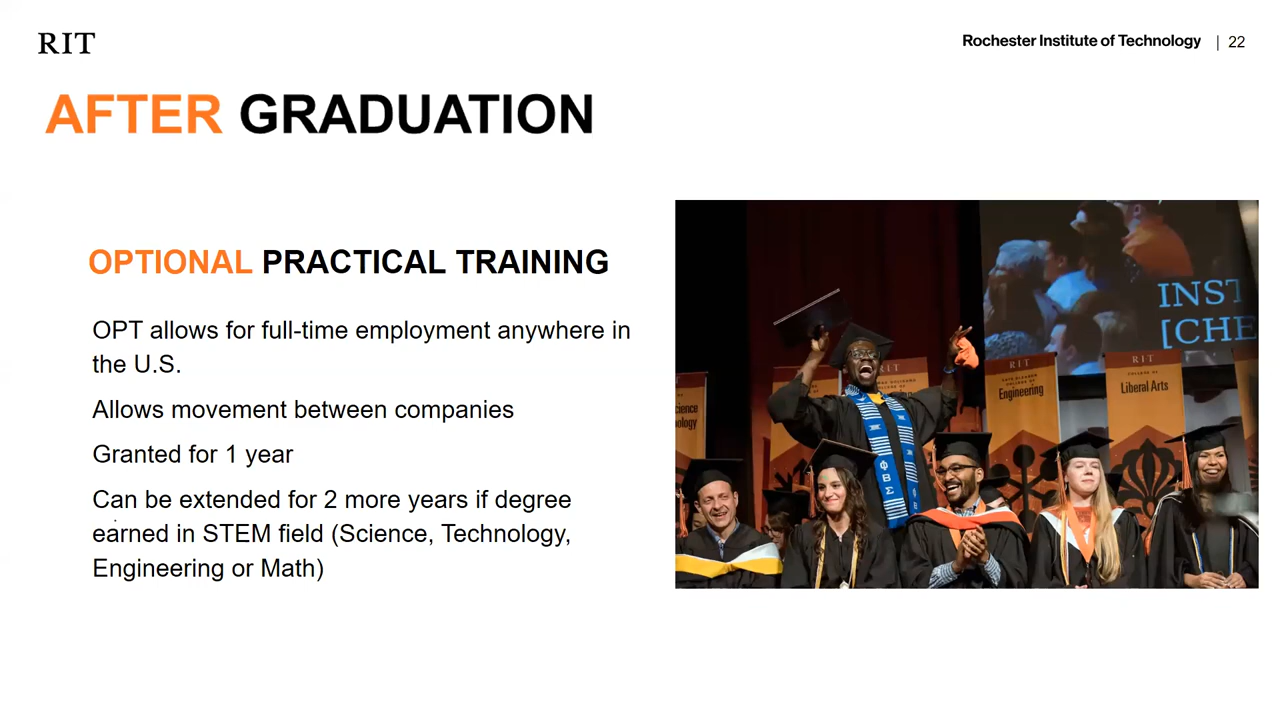 RIT
Rochester Institute of Technology | 22
AFTER GRADUATION
OPTIONAL PRACTICAL TRAINING
OPT allows for full-time employment anywhere in
the U.S.
Allows movement between companies
Granted for 1 year
Can be extended for 2 more years if degree
earned in STEM field (Science, Technology,
Engineering or Math)
INST
[CHE
RIT
Engineering
RIT
Liberal Arts
ΦΒΣ